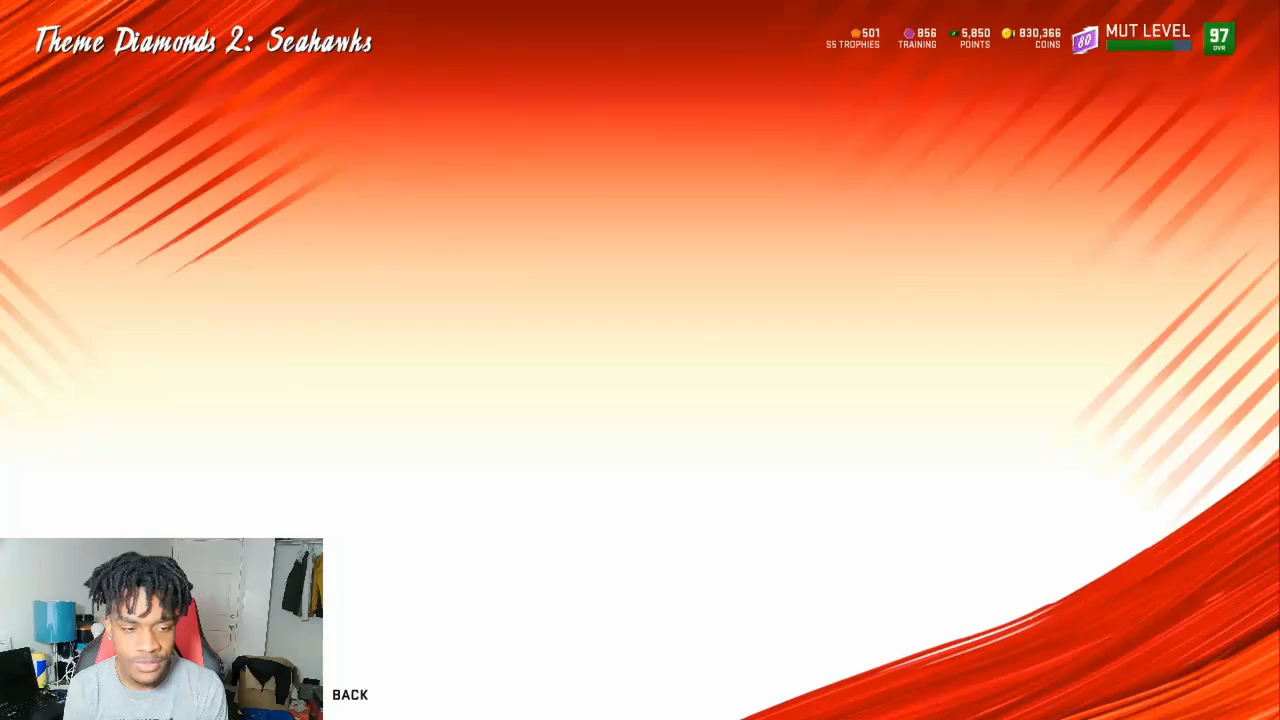 Theme Diamonds 2: Seahawks
501
S5 TROPHIES
856
TRAINING
5,850
POINTS
830,366
COINS
80
MUT LEVEL
97
OVR
BACK